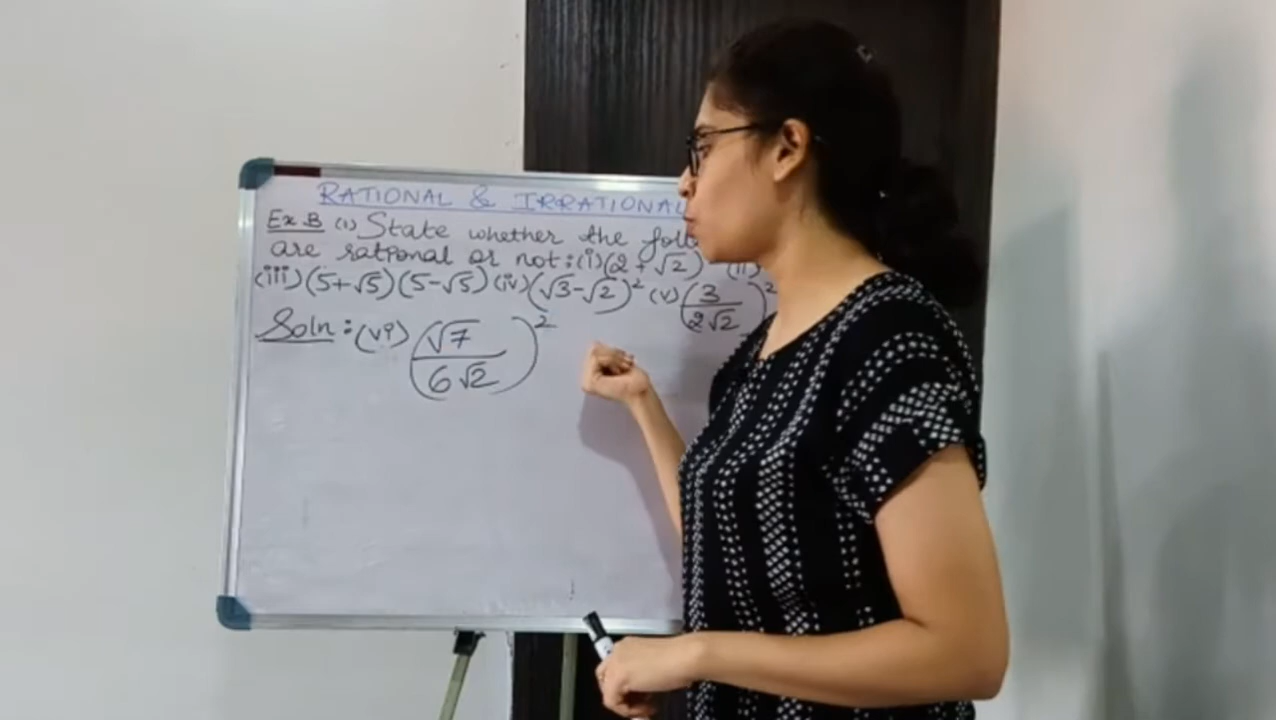 RATIONAL & IRRATIONAL
Ex B (1) State whether the foll
are rational or not: (i) (2 + √2) (ii)
(iii) (5+√5)(5-√5) (iv) (√3-√2)² (v) (3/2√2)²
Soln: (vi) (√7/6√2)²